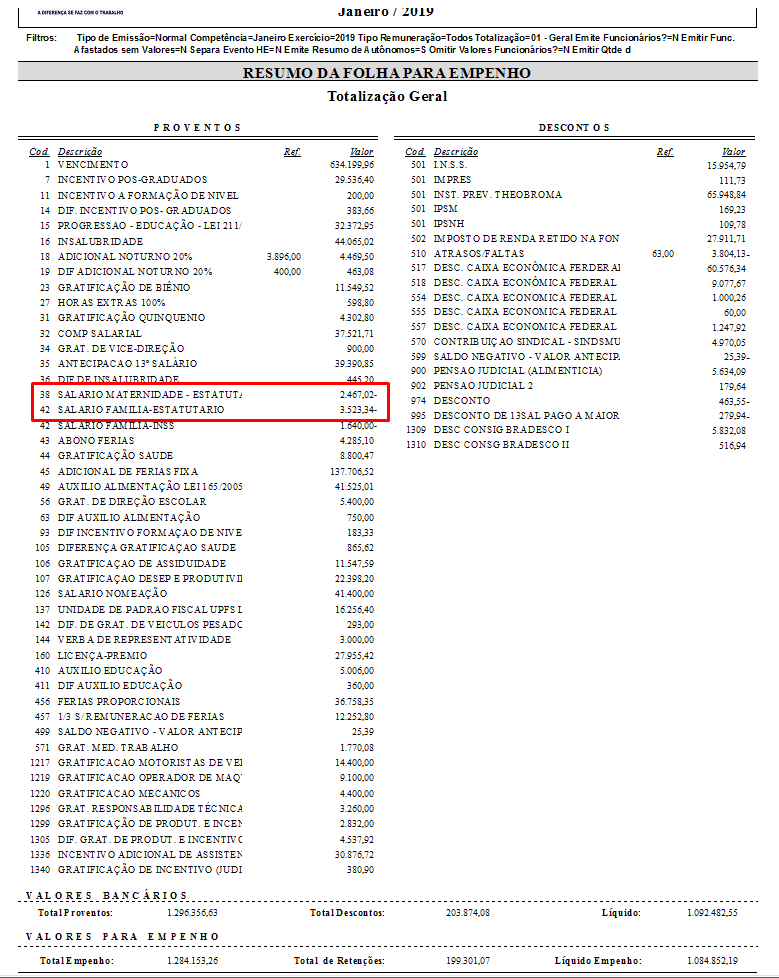 A DIFERENÇA SE FAZ COM O TRABALHO
Janeiro / 2019
Filtros: Tipo de Emissão=Normal Competência=Janeiro Exercício=2019 Tipo Remuneração=Todos Totalização=01 - Geral Emite Funcionários?=N Emitir Func.
Afastados sem Valores=N Separa Evento HE=N Emite Resumo de Autônomos=S Omitir Valores Funcionários?=N Emitir Qtde d
RESUMO DA FOLHA PARA EMPENHO
Totalização Geral
PROVENTOS
Cod. Descrição Ref. Valor
1 VENCIMENTO 634.199,96
7 INCENTIVO PÓS-GRADUADOS 29.536,40
11 INCENTIVO A FORMAÇÃO DE NIVEL 200,00
14 DIF. INCENTIVO POS- GRADUADOS 383,66
15 PROGRESSAO - EDUCAÇÃO - LEI 211/ 32.372,95
16 INSALUBRIDADE 44.065,02
18 ADICIONAL NOTURNO 20% 3.896,00 4.469,50
19 DIF ADICIONAL NOTURNO 20% 400,00 463,08
23 GRATIFICAÇÃO DE BIÊNIO 11.549,52
27 HORAS EXTRAS 100% 598,80
31 GRATIFICAÇÃO QUINQUENIO 4.302,80
32 COMP SALARIAL 37.521,71
34 GRAT. DE VICE-DIREÇÃO 900,00
35 ANTECIPACAO 13º SALÁRIO 39.390,85
36 DIF DE INSALUBRIDADE 445,20
38 SALARIO MATERNIDADE - ESTATUTA 2.467,02-
42 SALARIO FAMILIA-ESTATUTARIO 3.523,34-
42 SALARIO FAMILIA-INSS 1.640,00-
43 ABONO FERIAS 4.285,10
44 GRATIFICAÇÃO SAUDE 8.800,47
45 ADICIONAL DE FERIAS FIXA 137.706,52
49 AUXILIO ALIMENTAÇÃO LEI 165/2005 41.525,01
56 GRAT. DE DIREÇÃO ESCOLAR 5.400,00
63 DIF AUXILIO ALIMENTAÇÃO 750,00
93 DIF INCENTIVO FORMAÇAO DE NIVE 183,33
105 DIFERENÇA GRATIFICAÇAO SAUDE 865,62
106 GRATIFICAÇAO DE ASSIDUIDADE 11.547,59
107 GRATIFICAÇAO DESEP E PRODUTIVII 22.398,20
126 SALARIO NOMEAÇÃO 41.400,00
137 UNIDADE DE PADRAO FISCAL UPFS I 16.256,40
142 DIF. DE GRAT. DE VEICULOS PESADC 293,00
144 VERBA DE REPRESENTATIVIDADE 3.000,00
160 LICENÇA-PREMIO 27.955,42
410 AUXILIO EDUCAÇÃO 5.006,00
411 DIF AUXILIO EDUCAÇÃO 360,00
456 FERIAS PROPORCIONAIS 36.758,35
457 1/3 S/ REMUNERACAO DE FERIAS 12.252,80
499 SALDO NEGATIVO - VALOR ANTECIP 25,39
571 GRAT. MED. TRABALHO 1.770,08
1217 GRATIFICACAO MOTORISTAS DE VEI 14.400,00
1219 GRATIFICACAO OPERADOR DE MAQ 9.100,00
1220 GRATIFICACAO MECANICOS 4.400,00
1296 GRAT. RESPONSABILIDADE TÉCNICA 3.260,00
1299 GRATIFICAÇÃO DE PRODUT. E INCEN 2.832,00
1305 DIF. GRAT. DE PRODUT. E INCENTIVC 4.537,92
1336 INCENTIVO ADICIONAL DE ASSISTEN 30.876,72
1340 GRATIFICAÇÃO DE INCENTIVO (JUDI 380,90
DESCONTOS
Cod. Descrição Ref. Valor
501 I.N.S.S. 15.954,79
501 IMPRES 111,73
501 INST. PREV. THEOBROMA 65.948,84
501 IPSM 169,23
501 IPSNH 109,78
502 IMPOSTO DE RENDA RETIDO NA FON 27.911,71
510 ATRASOS/FALTAS 63,00 3.804,13-
517 DESC. CAIXA ECONÔMICA FERDERAI 60.576,34
518 DESC. CAIXA ECONÔMICA FEDERAL 9.077,67
554 DESC. CAIXA ECONÔMICA FEDERAL 1.000,26
555 DESC. CAIXA ECONÔMICA FEDERAL 60,00
557 DESC. CAIXA ECONÔMICA FEDERAL 1.247,92
570 CONTRIBUIÇAO SINDICAL - SINDSMU 4.970,05
599 SALDO NEGATIVO - VALOR ANTECIP. 25,39-
900 PENSAO JUDICIAL (ALIMENTICIA) 5.634,09
902 PENSAO JUDICIAL 2 179,64
974 DESCONTO 463,55-
995 DESCONTO DE 13SAL PAGO A MAIOR 279,94-
1309 DESC CONSIG BRADESCO I 5.832,08
1310 DESC CONSG BRADESCO II 516,94
VALORES BANCÁRIOS
Total Proventos: 1.296.356,63 Total Descontos: 203.874,08 Líquido: 1.092.482,55
VALORES PARA EMPENHO
Total Empenho: 1.284.153,26 Total de Retenções: 199.301,07 Líquido Empenho: 1.084.852,19